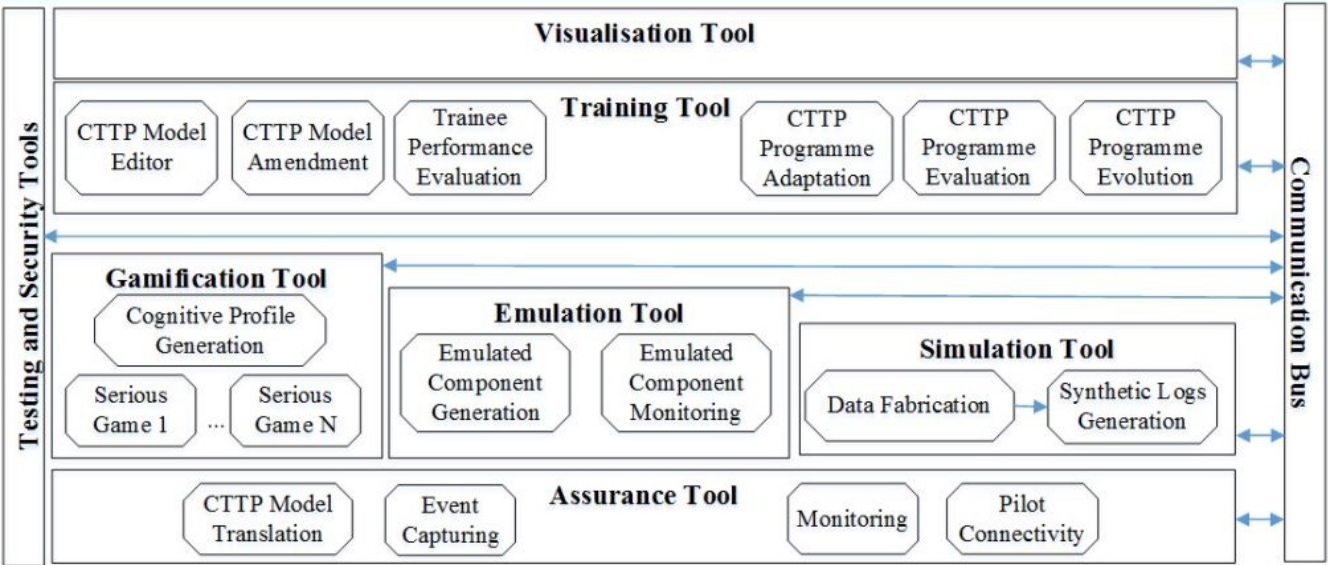 Testing and Security Tools
Visualisation Tool
Training Tool
CTTP Model
Editor
CTTP Model
Amendment
Trainee
Performance
Evaluation
CTTP
Programme
Adaptation
CTTP
Programme
Evaluation
CTTP
Programme
Evolution
Gamification Tool
Cognitive Profile
Generation
Serious
Game 1
...
Serious
Game N
Emulation Tool
Emulated
Component
Generation
Emulated
Component
Monitoring
Simulation Tool
Data Fabrication
Synthetic Logs
Generation
Assurance Tool
CTTP Model
Translation
Event
Capturing
Monitoring
Pilot
Connectivity
Communication Bus